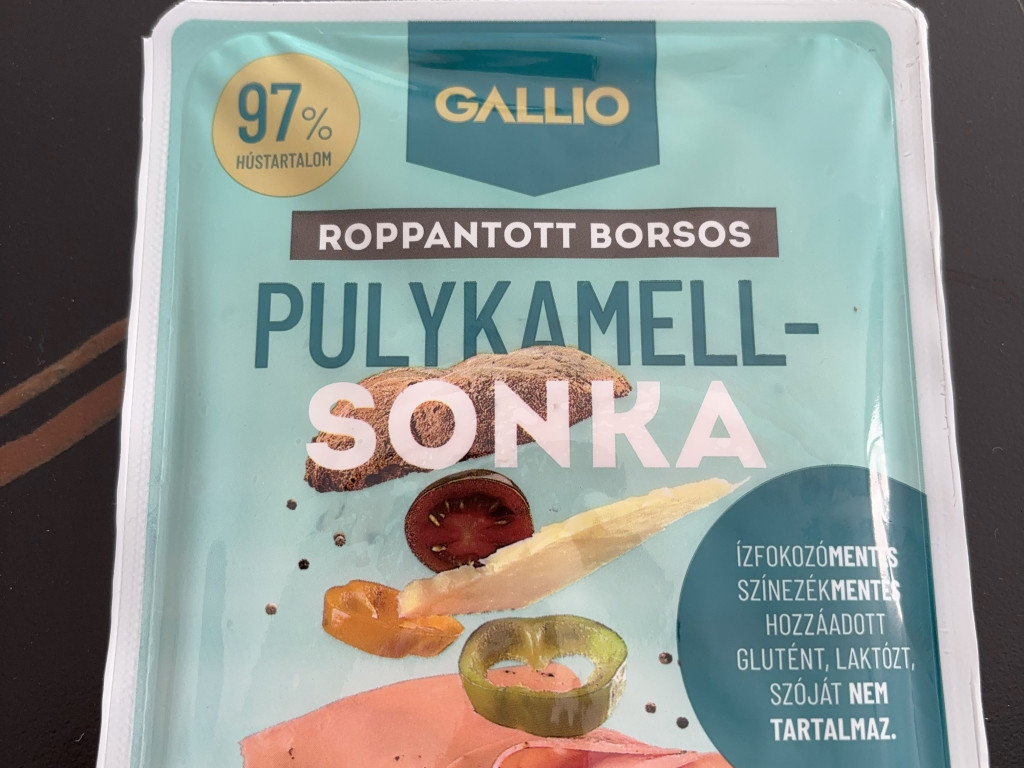 97%
HÚSTARTALOM
GALLIO
ROPPANTOTT BORSOS
PULYKAMELL-
SONKA
ÍZFOKOZÓMENTES
SZÍNEZÉKMENTES
HOZZÁADOTT
GLUTÉNT, LAKTÓZT,
SZÓJÁT NEM
TARTALMAZ.